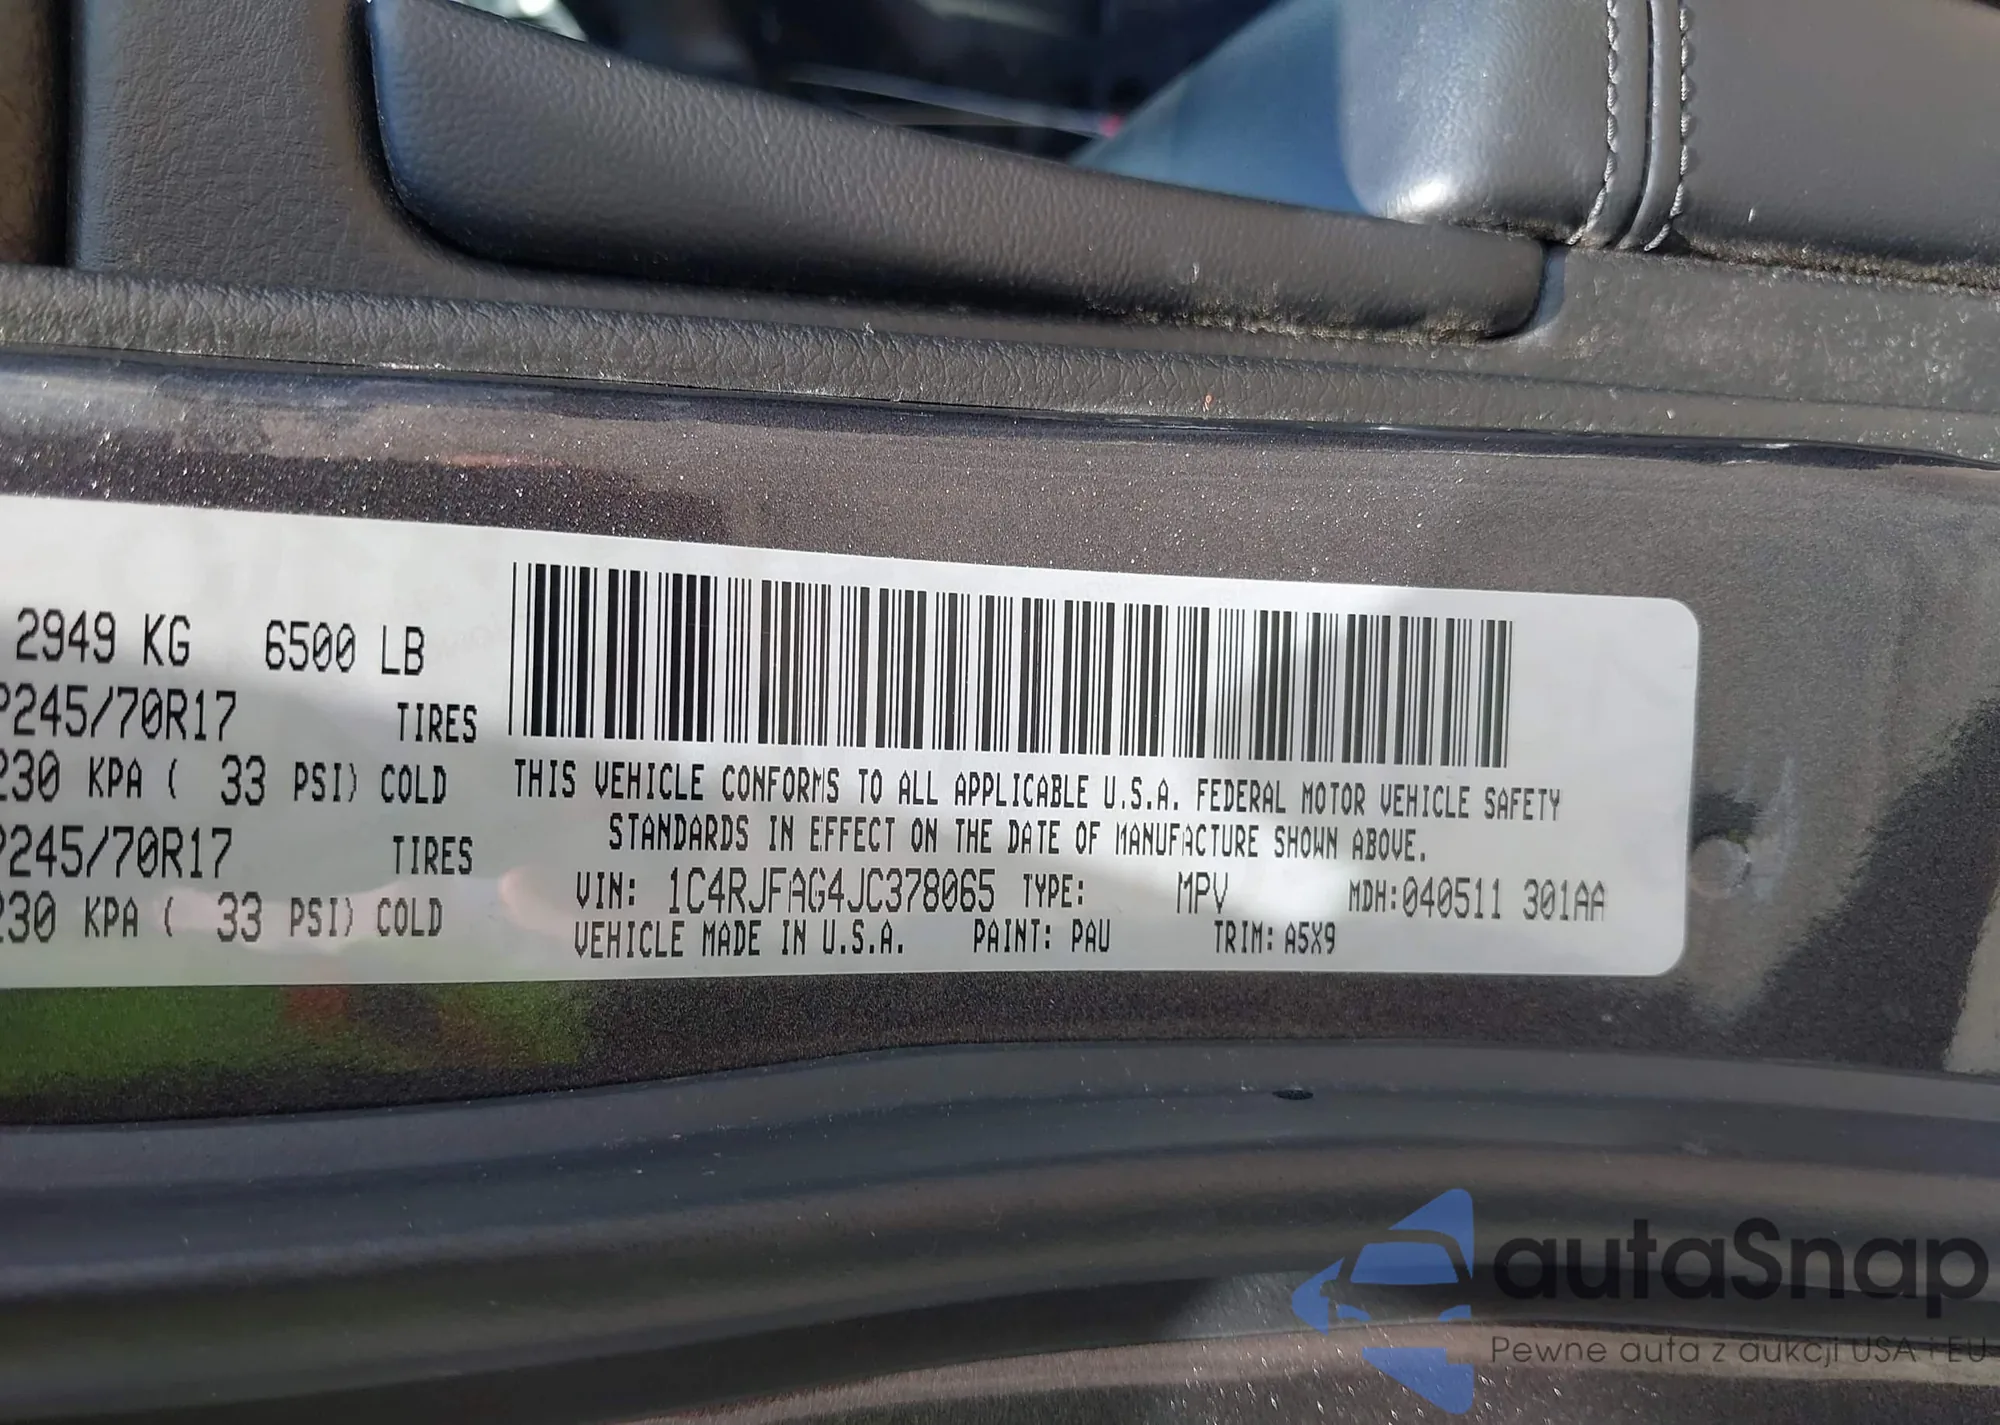 2949 KG 6500 LB
P245/70R17 TIRES
230 KPA ( 33 PSI) COLD
P245/70R17 TIRES
230 KPA ( 33 PSI) COLD
THIS VEHICLE CONFORMS TO ALL APPLICABLE U.S.A. FEDERAL MOTOR VEHICLE SAFETY
STANDARDS IN EFFECT ON THE DATE OF MANUFACTURE SHOWN ABOVE.
VIN: 1C4RJFAG4JC378065 TYPE: MPV MDH:040511 301AA
VEHICLE MADE IN U.S.A. PAINT: PAU TRIM: A5X9
autaSnap
Pewne auta z aukcji USA i EU